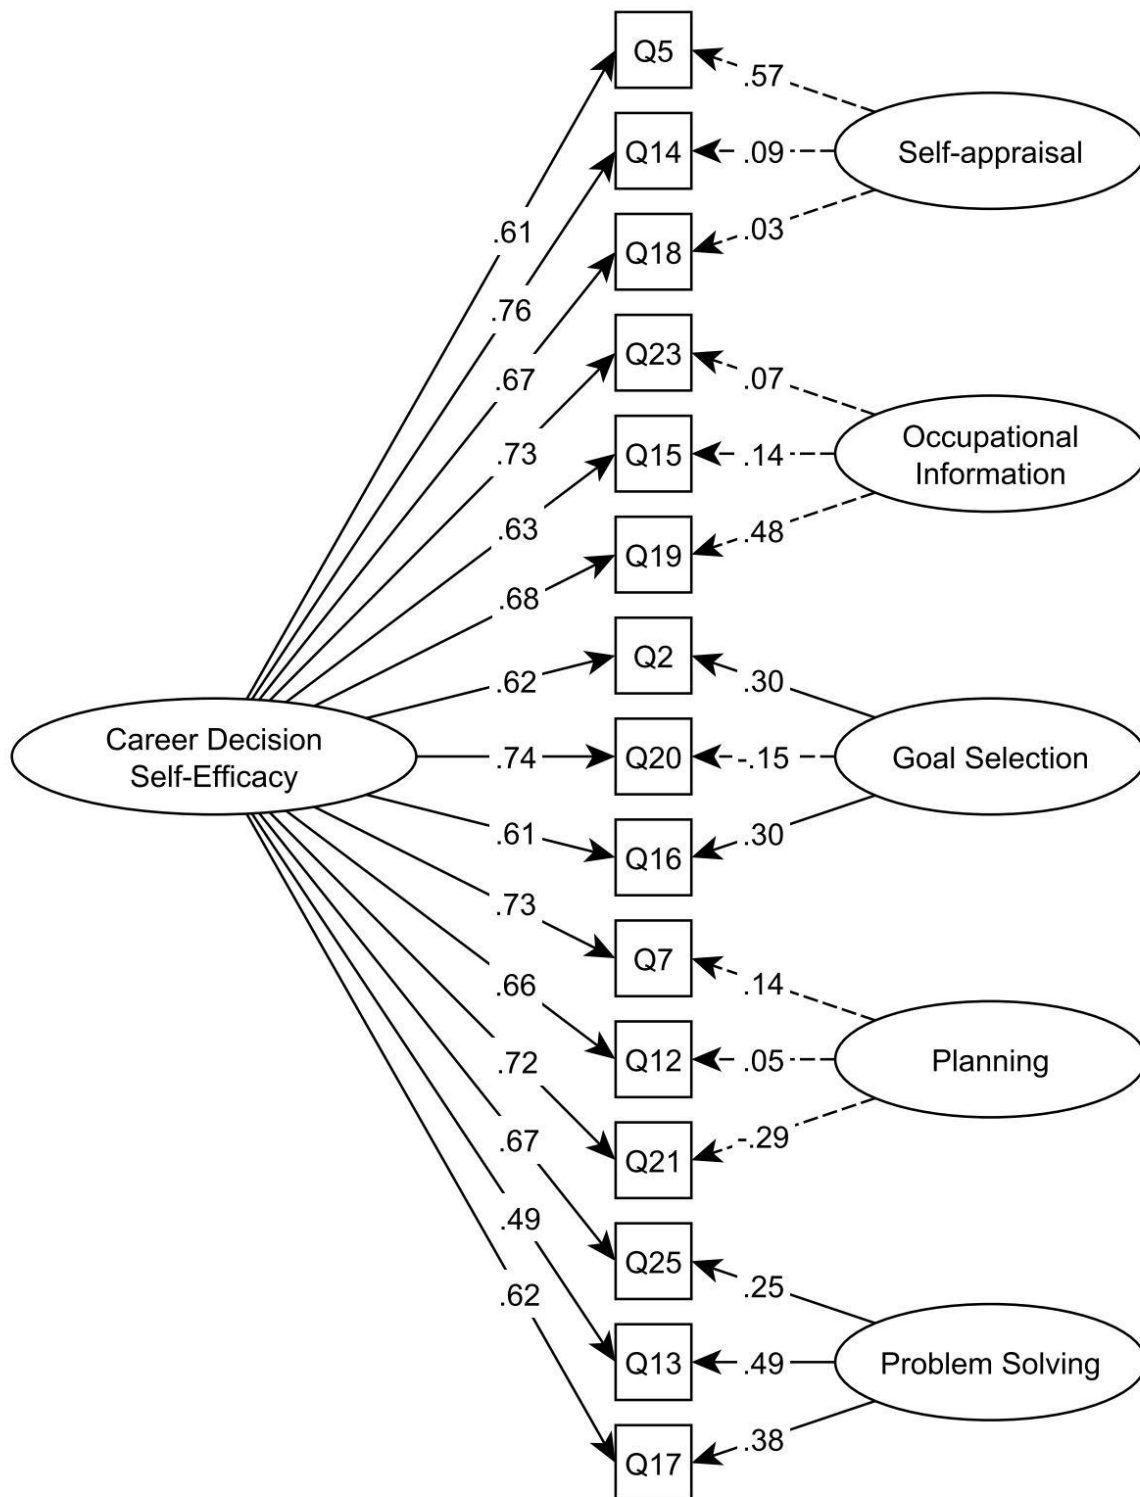 Q5
.57
Self-appraisal
Q14
.09
.61
Q18
.03
.76
Q23
.07
.67
Occupational
Information
.73
Q15
.14
.63
Q19
.48
.68
Q2
.30
.62
Career Decision
Self-Efficacy
.74
Q20
-.15
Goal Selection
.61
Q16
.30
.73
Q7
.14
.66
Q12
.05
Planning
.72
Q21
-.29
.67
Q25
.25
.49
Q13
.49
Problem Solving
.62
Q17
.38